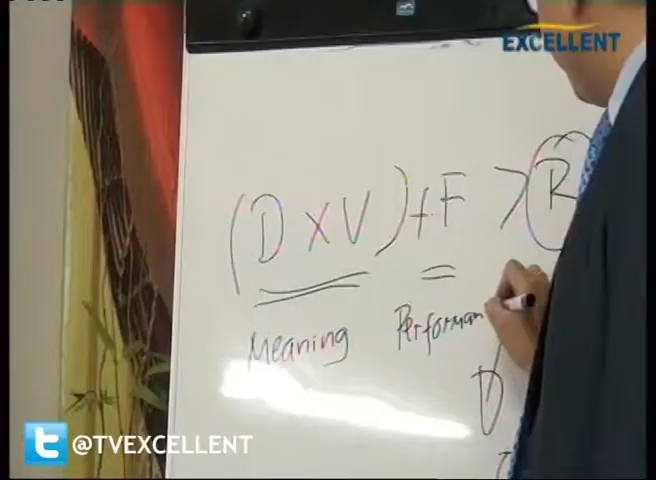 EXCELLENT
(D x V) + F > R
Meaning Performan
D
@TVEXCELLENT